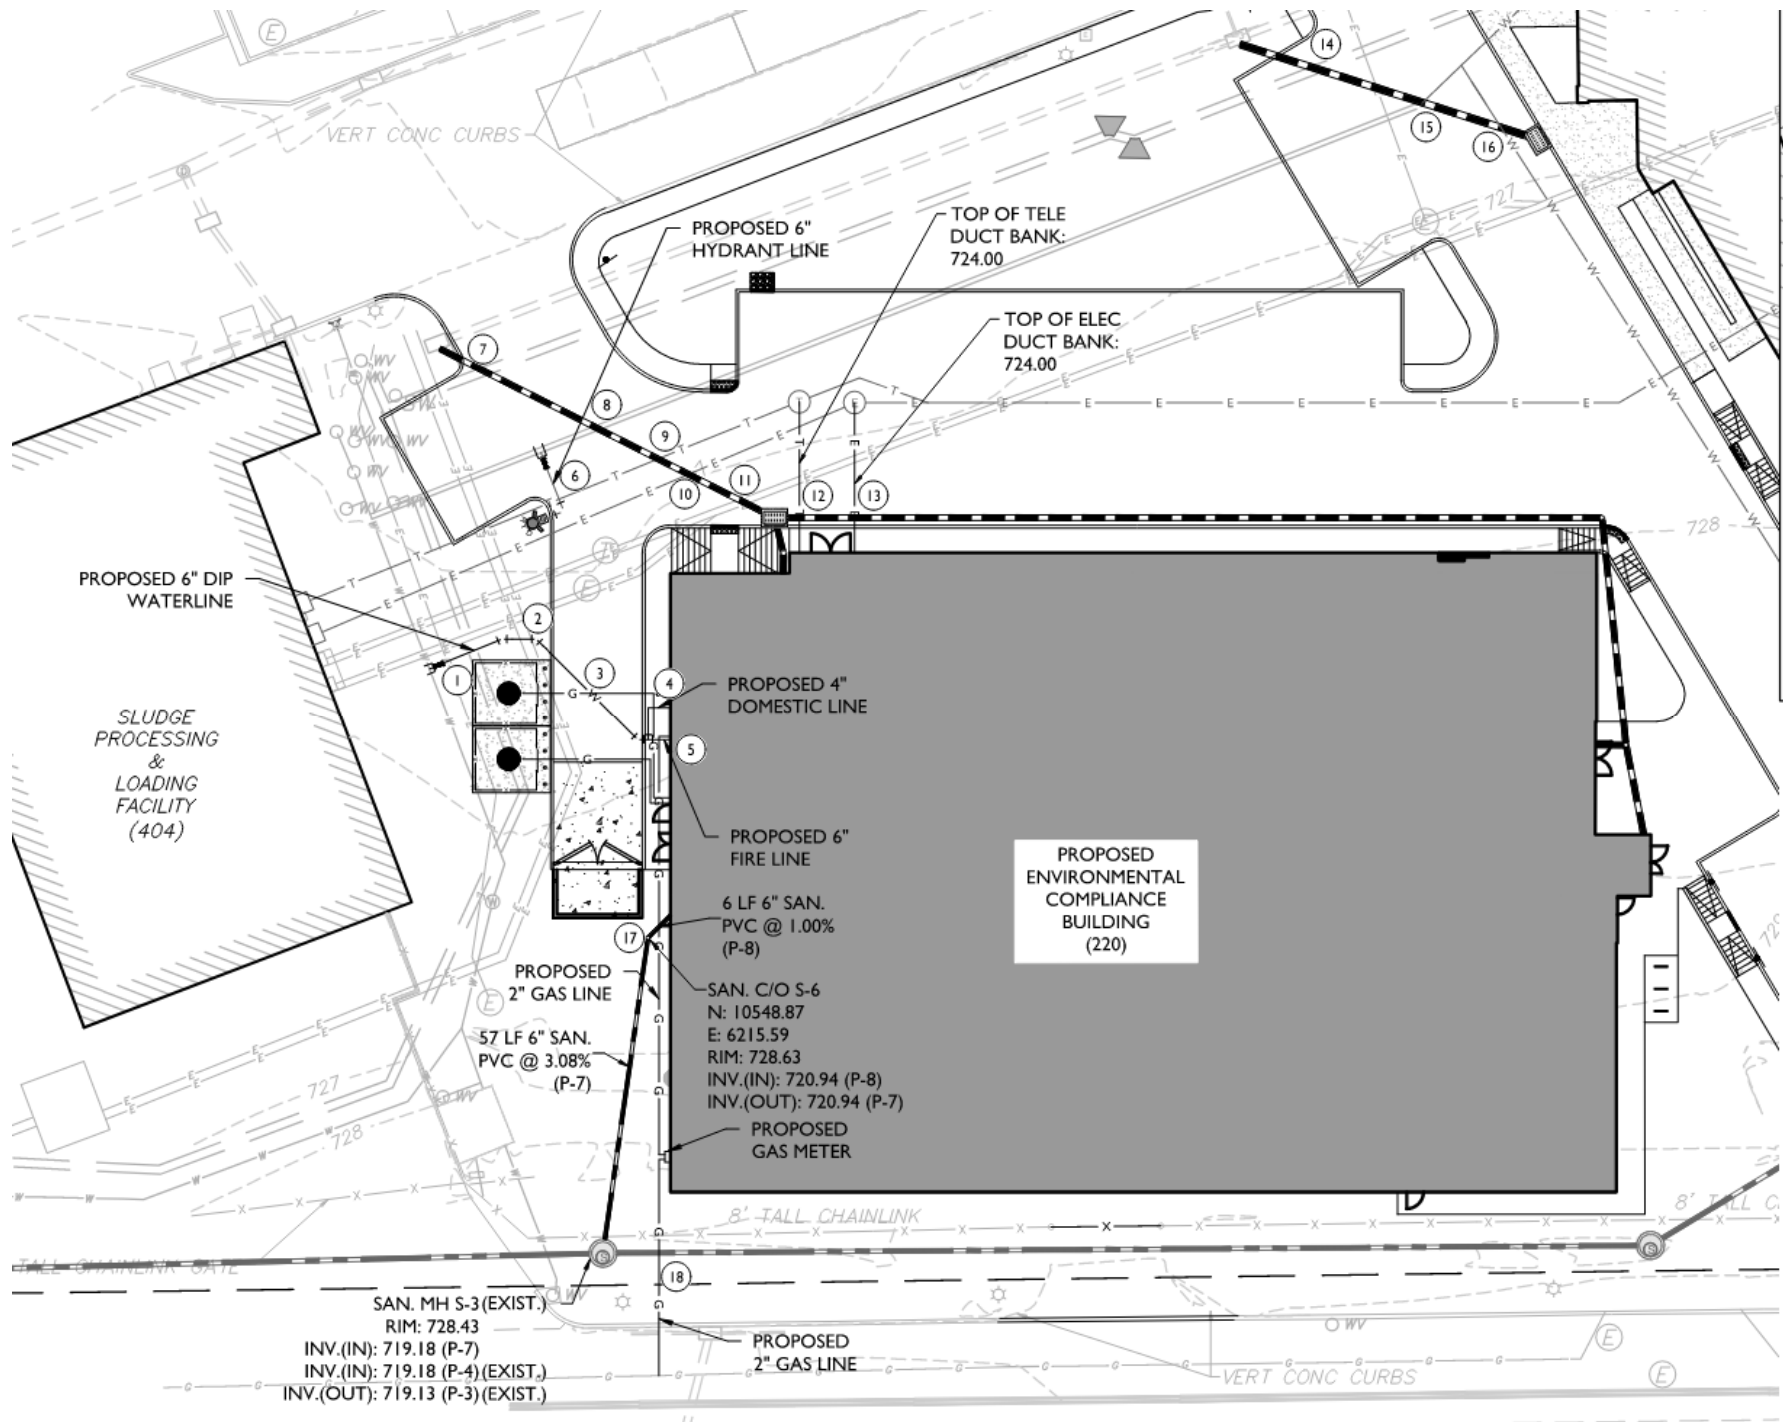 E
VERT CONC CURBS
14
15
16
727
PROPOSED 6"
HYDRANT LINE
TOP OF TELE
DUCT BANK:
724.00
TOP OF ELEC
DUCT BANK:
724.00
7
8
9
6
10
11
12
13
728
PROPOSED 6" DIP
WATERLINE
2
1
3
4
PROPOSED 4"
DOMESTIC LINE
5
SLUDGE
PROCESSING
&
LOADING
FACILITY
(404)
PROPOSED 6"
FIRE LINE
PROPOSED
ENVIRONMENTAL
COMPLIANCE
BUILDING
(220)
6 LF 6" SAN.
PVC @ 1.00%
(P-8)
17
PROPOSED
2" GAS LINE
SAN. C/O S-6
N: 10548.87
E: 6215.59
RIM: 728.63
INV.(IN): 720.94 (P-8)
INV.(OUT): 720.94 (P-7)
57 LF 6" SAN.
PVC @ 3.08%
(P-7)
727
WV
728
PROPOSED
GAS METER
8' TALL CHAINLINK
8' TALL
TALL CHAINLINK GATE
18
SAN. MH S-3 (EXIST.)
RIM: 728.43
INV.(IN): 719.18 (P-7)
INV.(IN): 719.18 (P-4) (EXIST.)
INV.(OUT): 719.13 (P-3) (EXIST.)
WV
PROPOSED
2" GAS LINE
WV
E
VERT CONC CURBS
E